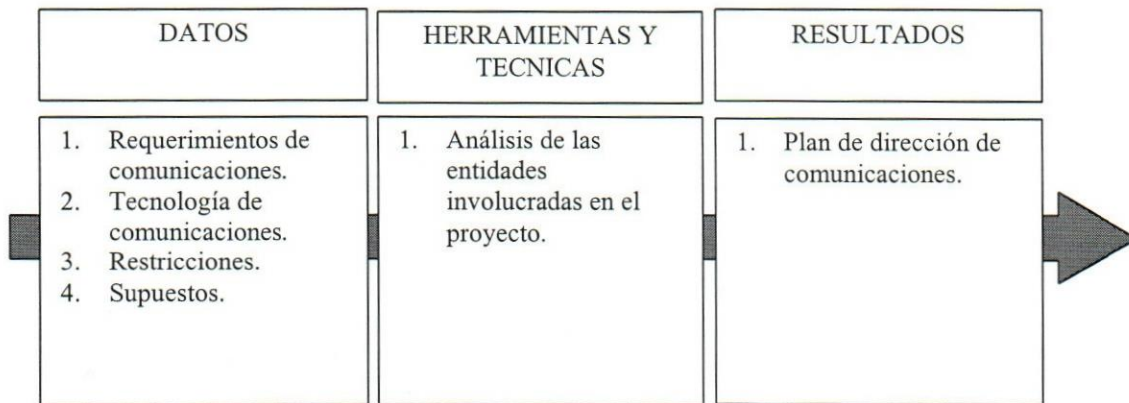 DATOS
HERRAMIENTAS Y
TECNICAS
RESULTADOS
1. Requerimientos de
comunicaciones.
2. Tecnología de
comunicaciones.
3. Restricciones.
4. Supuestos.
1. Análisis de las
entidades
involucradas en el
proyecto.
1. Plan de dirección de
comunicaciones.